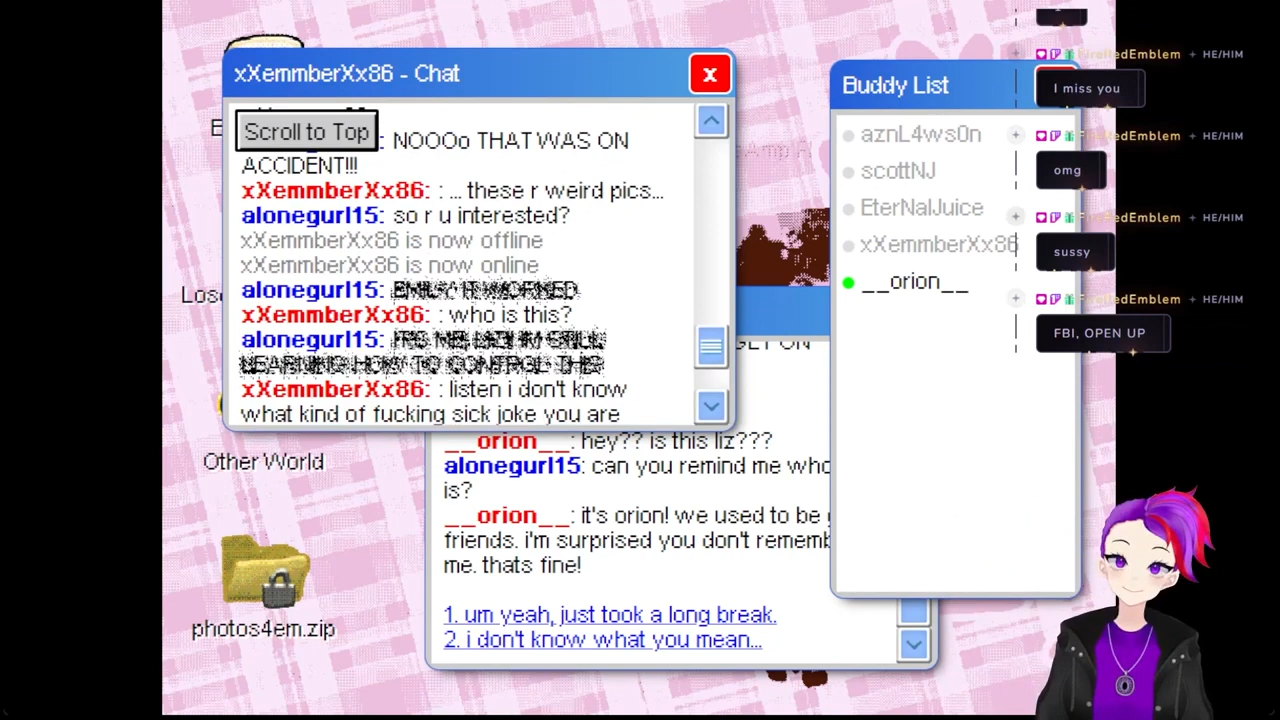 xXemmberXx86 - Chat
x
Scroll to Top
: NOOOo THAT WAS ON
ACCIDENT!!!
xXemmberXx86: : ... these r weird pics...
alonegurl15: so r u interested?
xXemmberXx86 is now offline
xXemmberXx86 is now online
alonegurl15:
xXemmberXx86: : who is this?
alonegurl15:
xXemmberXx86: : listen i don't know
what kind of fucking sick joke you are
GET ON
__orion__: hey?? is this liz???
alonegurl15: can you remind me who
is?
__orion__: it's orion! we used to be
friends. i'm surprised you don't rememb
me. thats fine!
1. um yeah, just took a long break.
2. i don't know what you mean...
Other World
photos4em.zip
Buddy List
aznL4ws0n
scottNJ
EterNalJuice
xXemmberXx86
__orion__
HE/HIM
I miss you
HE/HIM
omg
HE/HIM
sussy
HE/HIM
FBI, OPEN UP